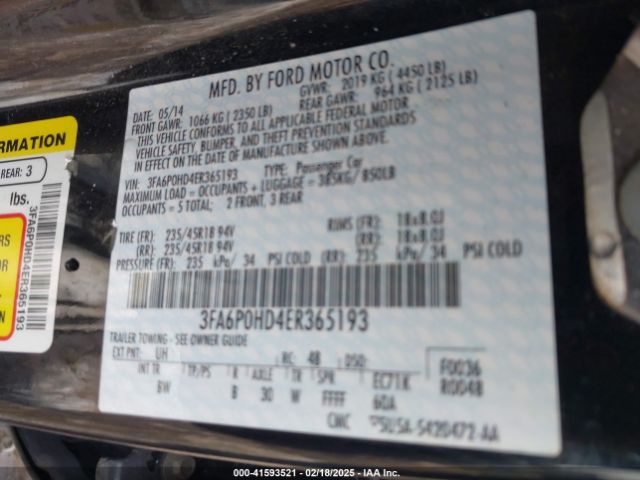 MFD. BY FORD MOTOR CO.
DATE: 05/14 GVWR: 2019 KG ( 4450 LB)
FRONT GAWR: 1066 KG ( 2350 LB) REAR GAWR: 964 KG ( 2125 LB)
THIS VEHICLE CONFORMS TO ALL APPLICABLE FEDERAL MOTOR
VEHICLE SAFETY, BUMPER, AND THEFT PREVENTION STANDARDS
IN EFFECT ON THE DATE OF MANUFACTURE SHOWN ABOVE.
VIN: 3FA6P0HD4ER365193 TYPE: Passenger Car
MAXIMUM LOAD = OCCUPANTS + LUGGAGE = 385KG/ 850LB
OCCUPANTS = 5 TOTAL: 2 FRONT, 3 REAR
TIRE (FR): 235/45R18 94V RIMS (FR): 18x8.0J
(RR): 235/45R18 94V (RR): 18x8.0J
PRESSURE (FR): 235 kPa/ 34 PSI COLD (RR): 235 kPa/ 34 PSI COLD
3FA6P0HD4ER365193
TRAILER TOWING - SEE OWNER GUIDE
EXT PNT: UH RC: 48 DSO: F0036
INT TR TP/PS R AXLE TR SPR EC71K R0048
BW B 30 W FFFF 60A
CMC 5U5A-5420472-AA
ORMATION
REAR: 3
lbs.
RS
OR
3FA6P0HD4ER365193
000-41593521 - 02/18/2025 - IAA Inc.